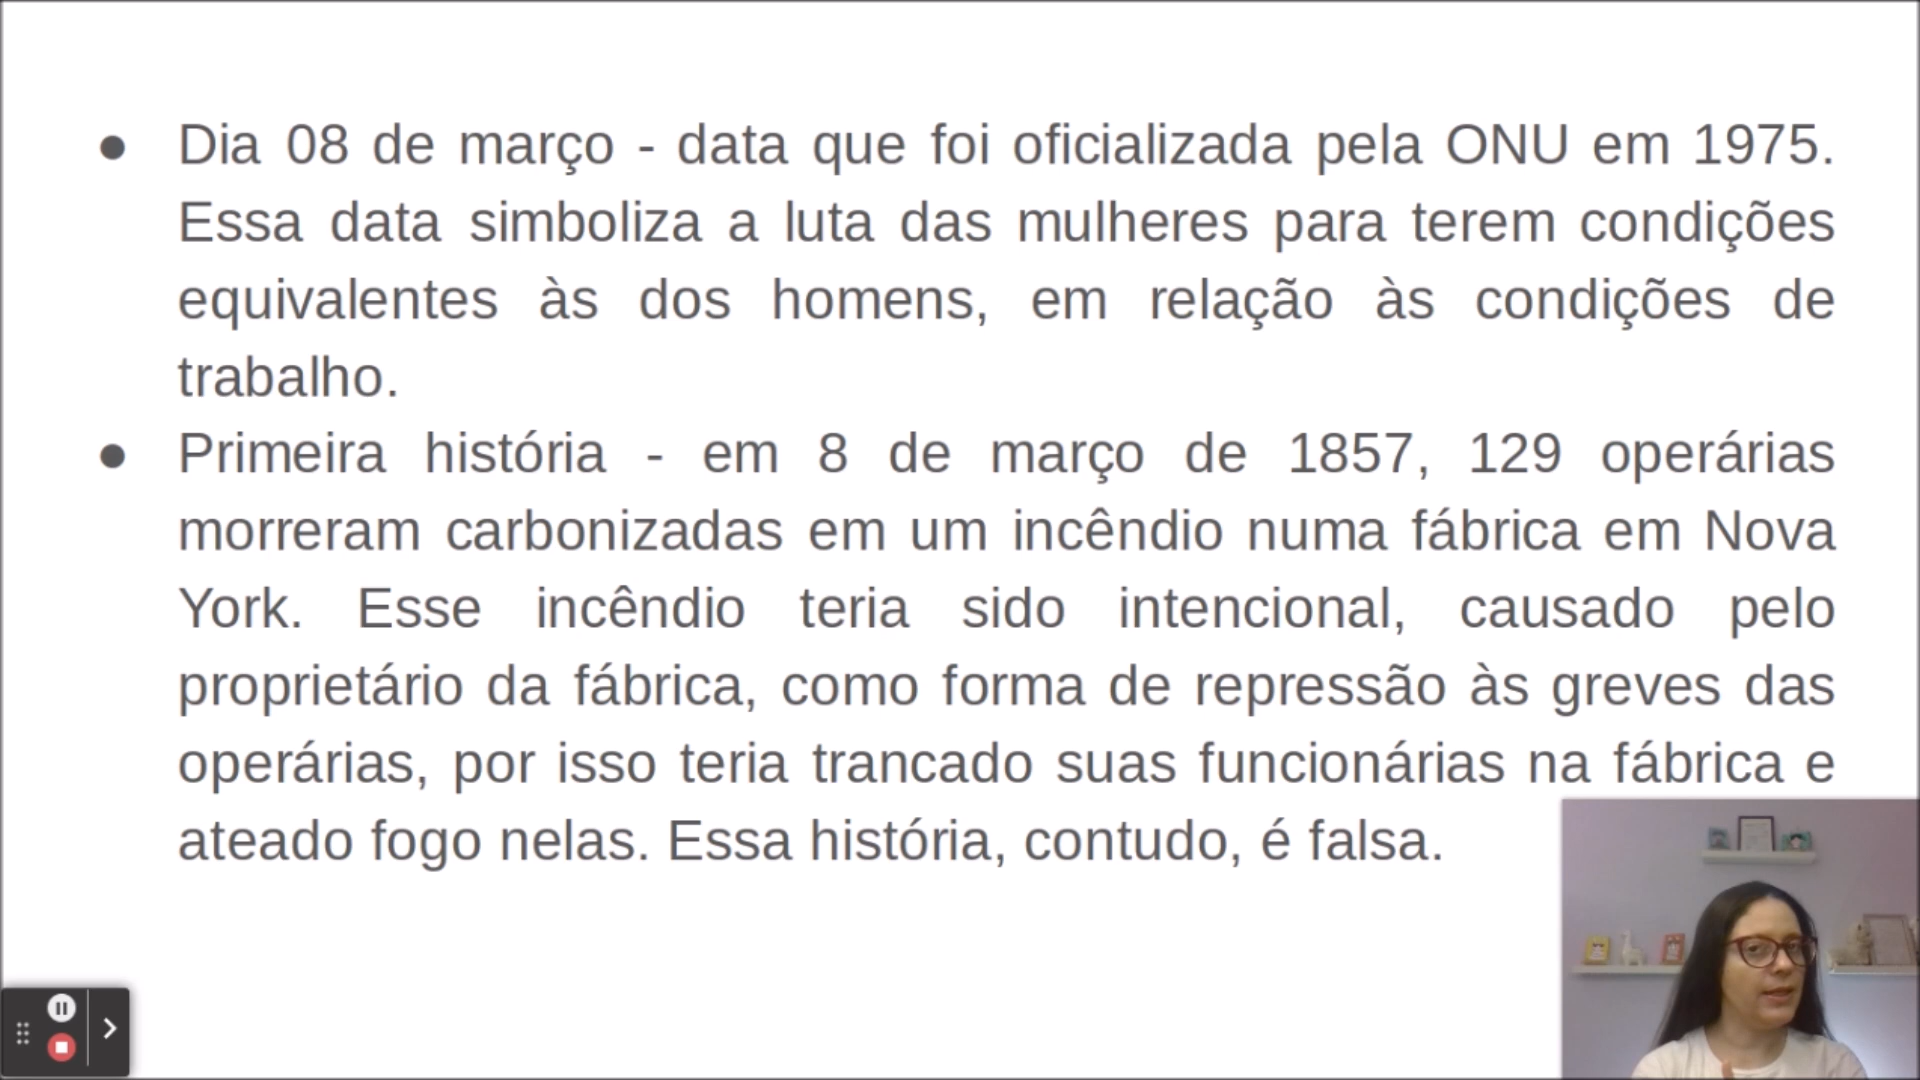 ● Dia 08 de março - data que foi oficializada pela ONU em 1975.
Essa data simboliza a luta das mulheres para terem condições
equivalentes às dos homens, em relação às condições de
trabalho.
● Primeira história - em 8 de março de 1857, 129 operárias
morreram carbonizadas em um incêndio numa fábrica em Nova
York. Esse incêndio teria sido intencional, causado pelo
proprietário da fábrica, como forma de repressão às greves das
operárias, por isso teria trancado suas funcionárias na fábrica e
ateado fogo nelas. Essa história, contudo, é falsa.